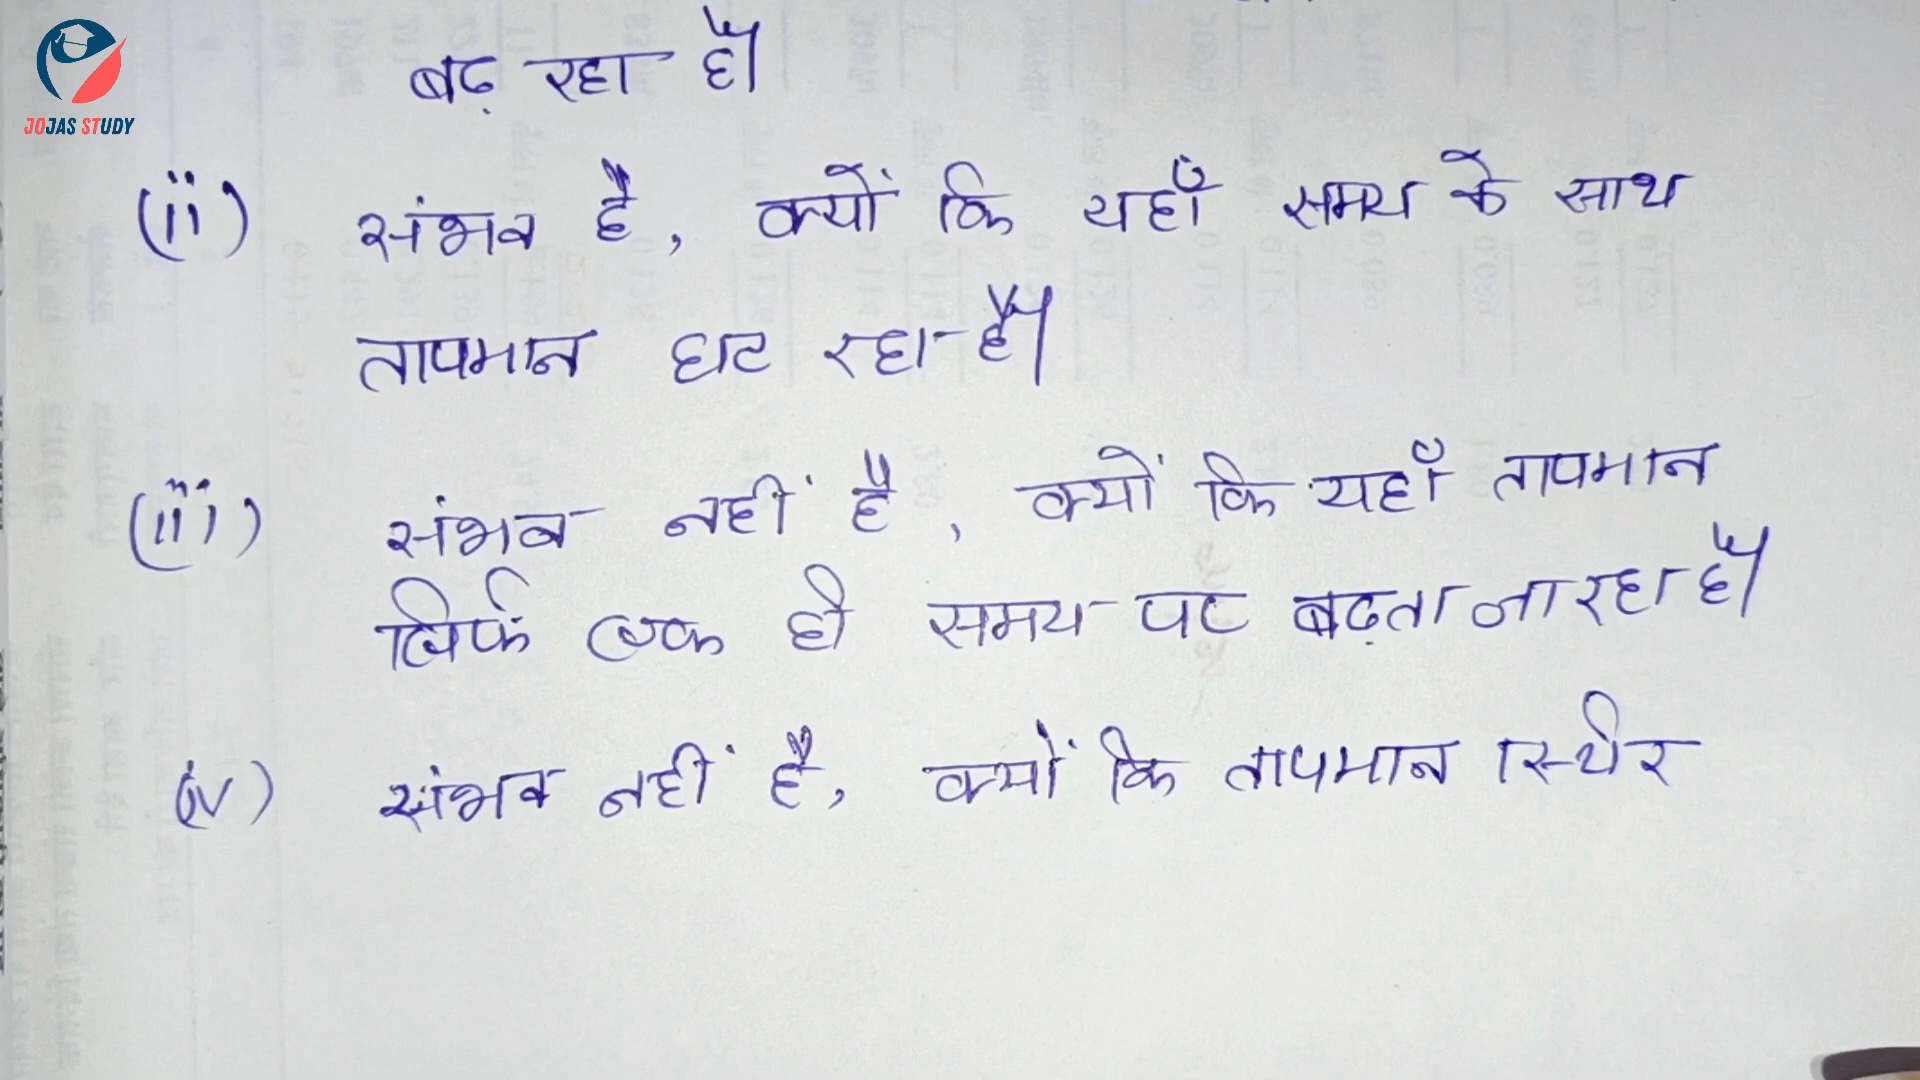 बढ़ रहा है।
JOJAS STUDY
(ii) संभव है, क्यों कि यहाँ समय के साथ
तापमान घट रहा है।
(iii) संभव नहीं है, क्यों कि यहाँ तापमान
सिर्फ एक ही समय पर बढ़ता जा रहा है।
(iv) संभव नहीं है, क्यों कि तापमान स्थिर